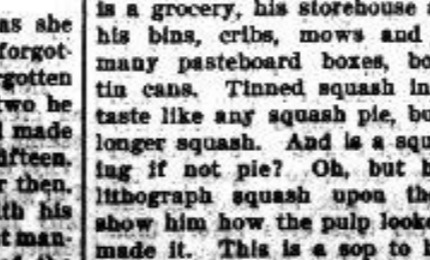 as she
forgot-
rgotten
two he
made
ifteen.
r then.
ith his
t man-
is a grocery, his storehouse
his bins, cribs, mows and
many pasteboard boxes, bo
tin cans. Tinned squash in
taste like any squash pie, bu
longer squash. And is a squ
ing if not pie? Oh, but h
lithograph squash upon the
show him how the pulp looke
made it. This is a sop to h